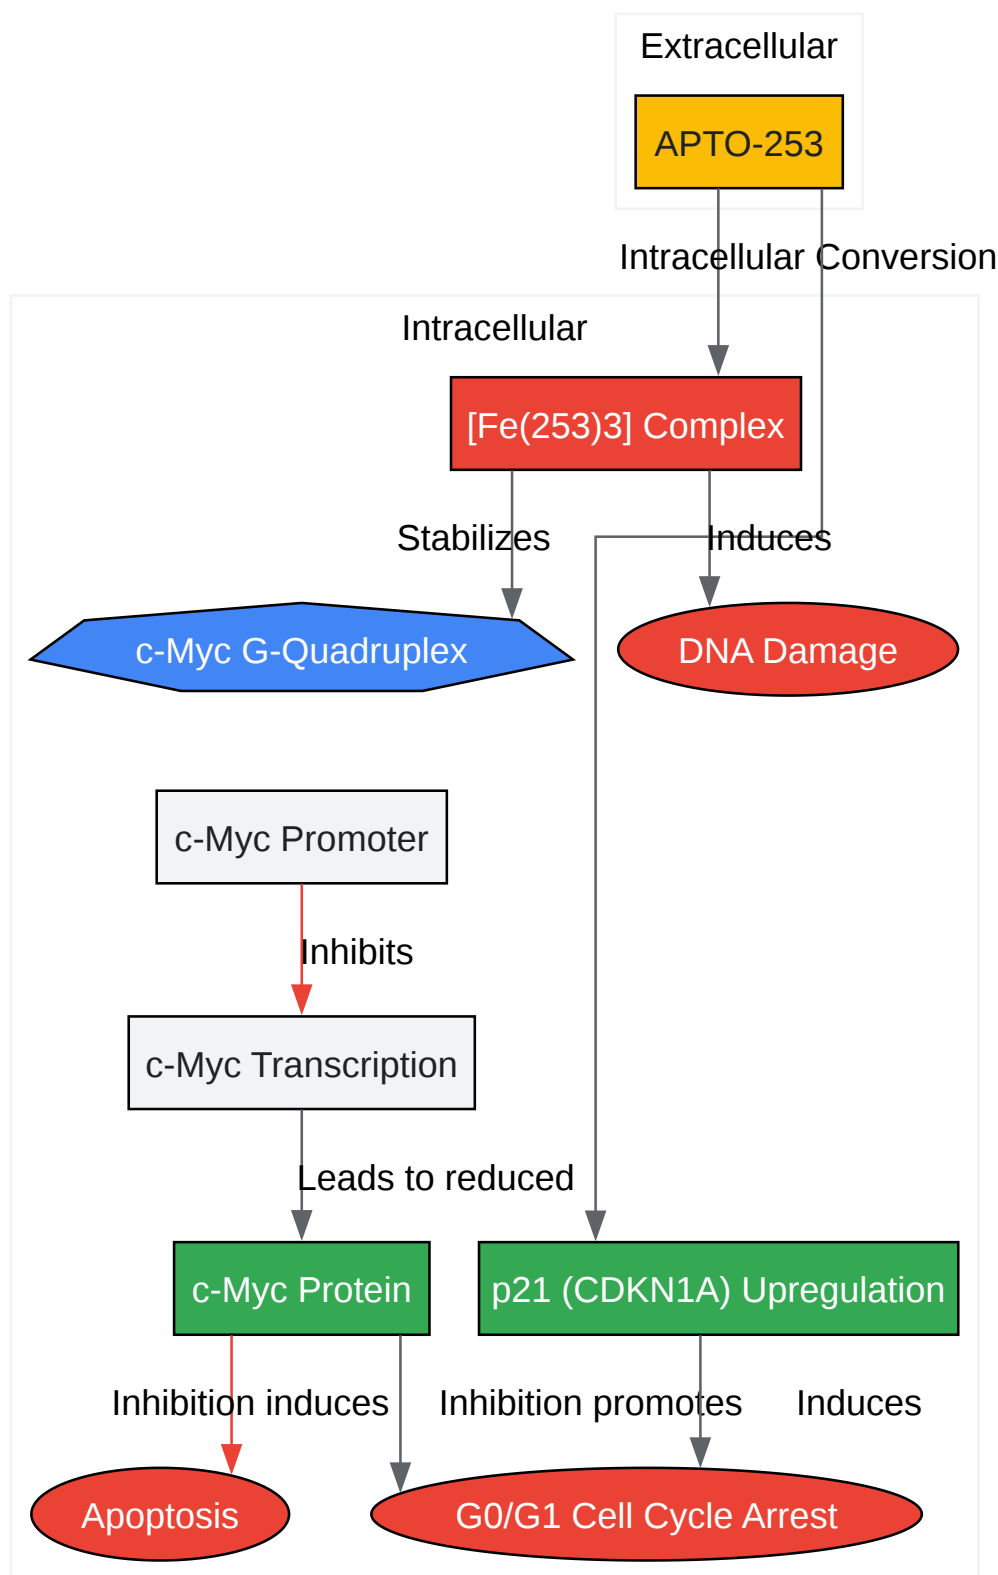 Extracellular
APTO-253
Intracellular Conversion
Intracellular
[Fe(253)3] Complex
Stabilizes
Induces
c-Myc G-Quadruplex
DNA Damage
c-Myc Promoter
Inhibits
c-Myc Transcription
Leads to reduced
c-Myc Protein
p21 (CDKN1A) Upregulation
Inhibition induces
Inhibition promotes
Induces
Apoptosis
G0/G1 Cell Cycle Arrest